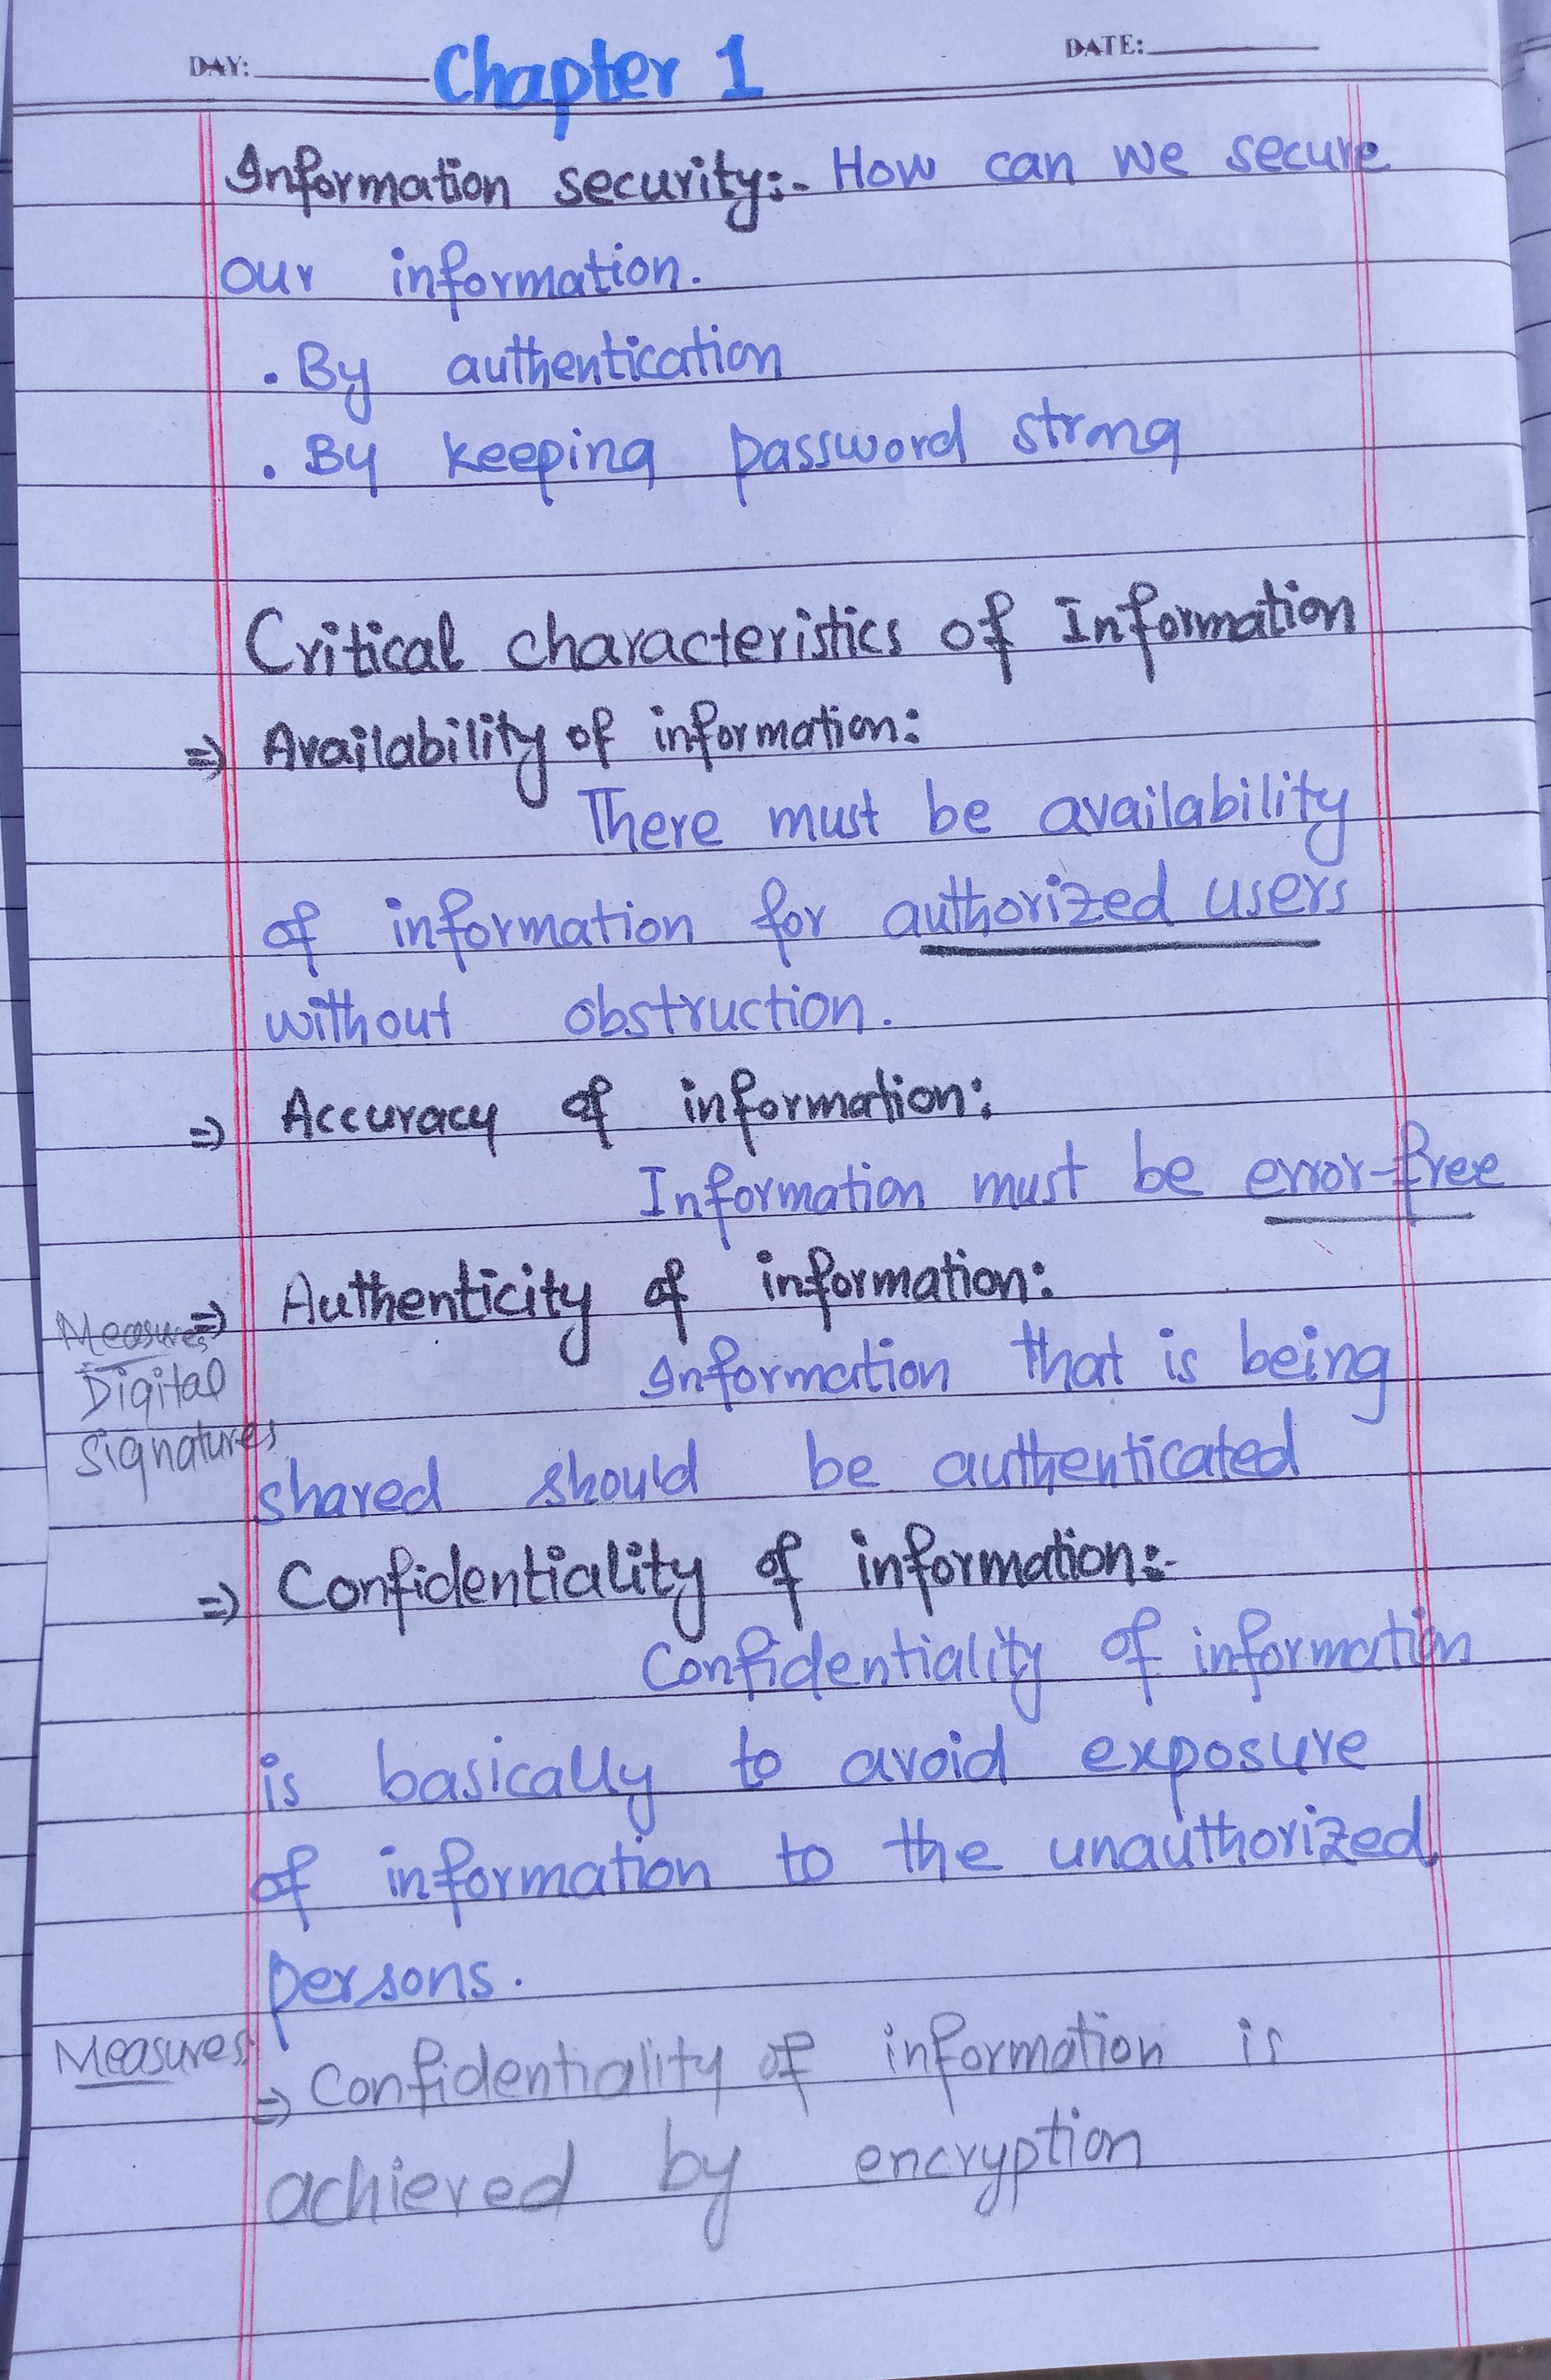 DAY: DATE:
Chapter 1
Information security:- How can we secure
our information.
. By authentication
. By keeping password strong
Critical characteristics of Information
⇒ Availability of information:
There must be availability
of information for authorized users
without obstruction.
⇒ Accuracy of information:
Information must be error-free
⇒ Authenticity of information:
Measures
Digital
Signatures
Information that is being
shared should be authenticated
⇒ Confidentiality of information:-
Confidentiality of information
is basically to avoid exposure
of information to the unauthorized
persons.
Measures
⇒ Confidentiality of information is
achieved by encryption